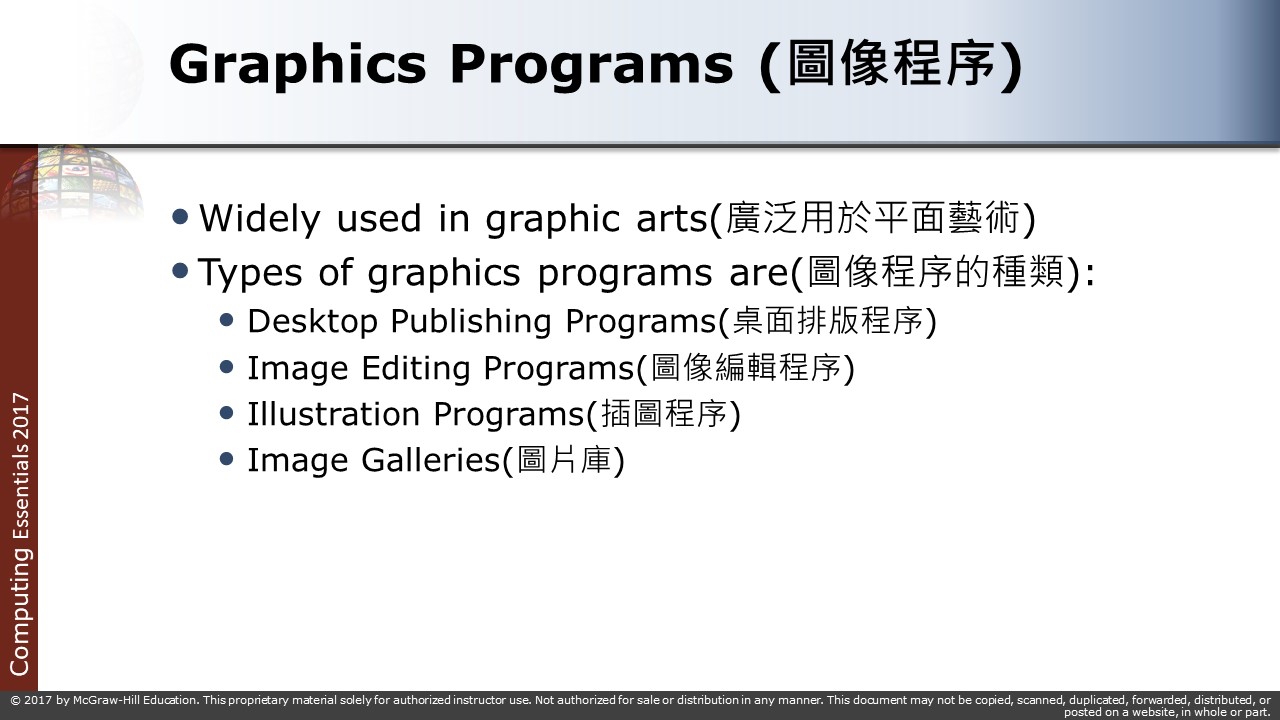 Graphics Programs (圖像程序)
• Widely used in graphic arts(廣泛用於平面藝術)
• Types of graphics programs are(圖像程序的種類):
• Desktop Publishing Programs(桌面排版程序)
• Image Editing Programs(圖像編輯程序)
• Illustration Programs(插圖程序)
• Image Galleries(圖片庫)
Computing Essentials 2017
© 2017 by McGraw-Hill Education. This proprietary material solely for authorized instructor use. Not authorized for sale or distribution in any manner. This document may not be copied, scanned, duplicated, forwarded, distributed, or
posted on a website, in whole or part.